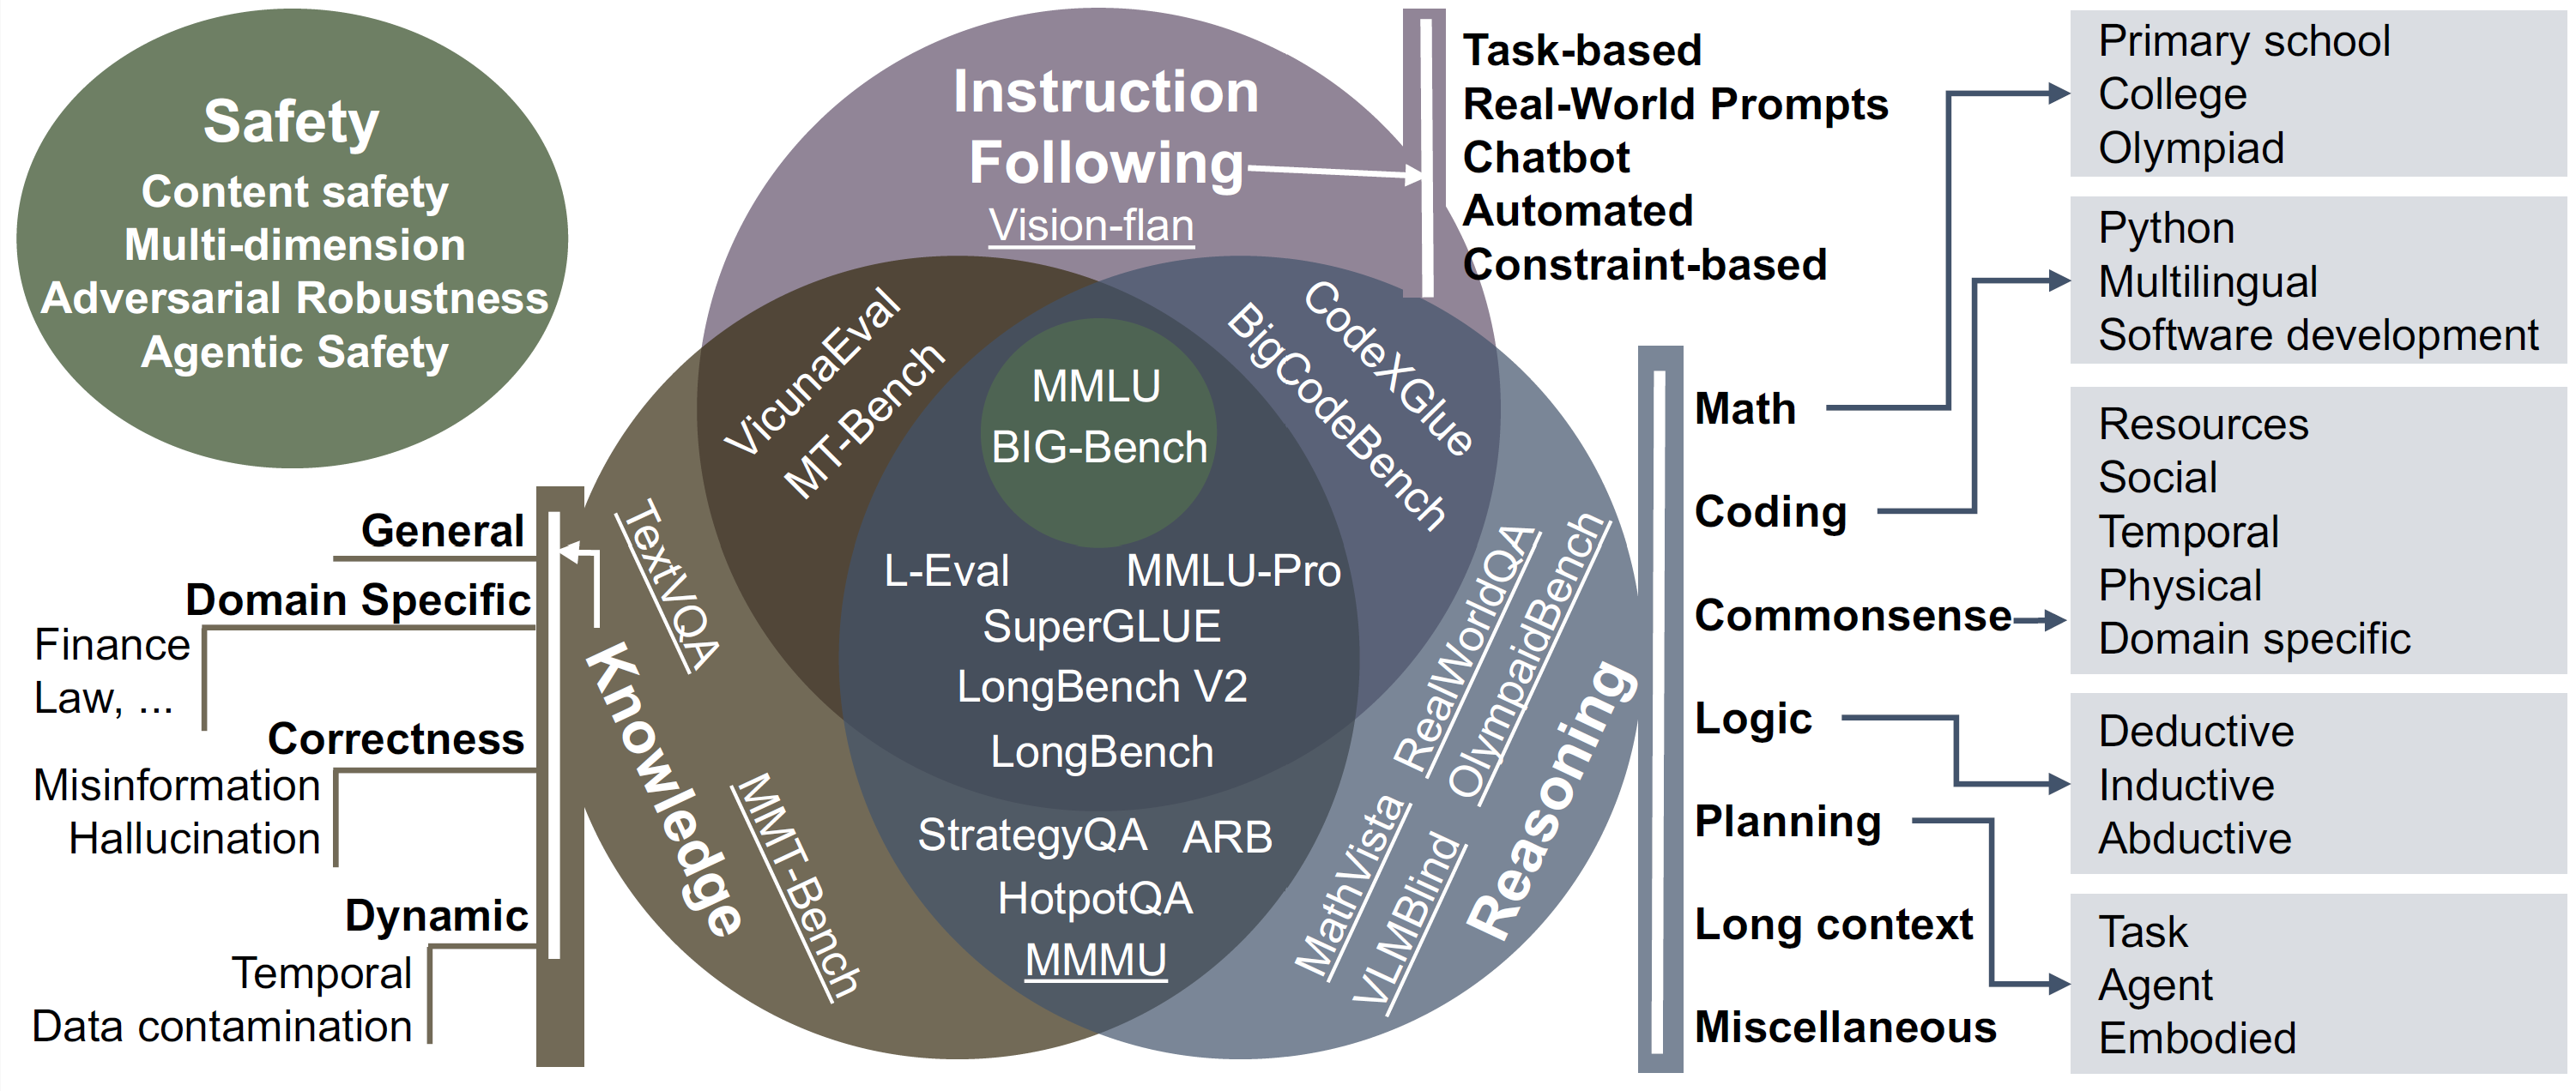 Safety
Content safety
Multi-dimension
Adversarial Robustness
Agentic Safety
Instruction
Following
Vision-flan
Task-based
Real-World Prompts
Chatbot
Automated
Constraint-based
VicunaEval
MT-Bench
CodeXGlue
BigCodeBench
MMLU
BIG-Bench
L-Eval
MMLU-Pro
SuperGLUE
LongBench V2
LongBench
StrategyQA
ARB
HotpotQA
MMMU
General
Domain Specific
Finance
Law, ...
Correctness
Misinformation
Hallucination
Dynamic
Temporal
Data contamination
Knowledge
TextVQA
MMT-Bench
Reasoning
RealWorldQA
OlympaidBench
MathVista
VLMBlind
Math
Coding
Commonsense
Logic
Planning
Long context
Miscellaneous
Primary school
College
Olympiad
Python
Multilingual
Software development
Resources
Social
Temporal
Physical
Domain specific
Deductive
Inductive
Abductive
Task
Agent
Embodied